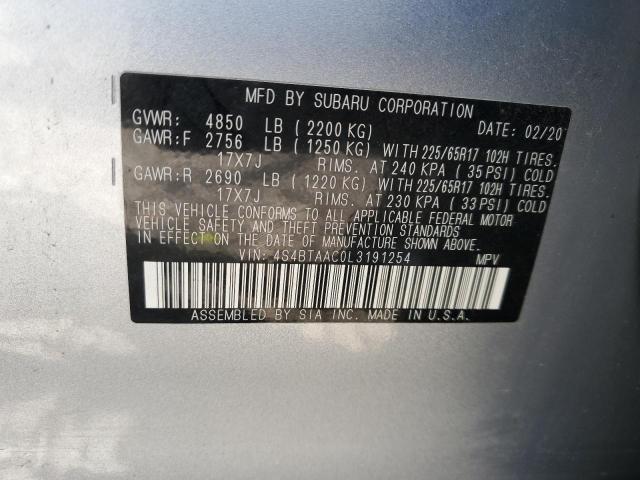 MFD BY SUBARU CORPORATION
GVWR: 4850 LB (2200 KG) DATE: 02/20
GAWR:F 2756 LB (1250 KG) WITH 225/65R17 102H TIRES.
17X7J RIMS. AT 240 KPA (35 PSI) COLD
GAWR:R 2690 LB (1220 KG) WITH 225/65R17 102H TIRES.
17X7J RIMS. AT 230 KPA (33 PSI) COLD
THIS VEHICLE CONFORMS TO ALL APPLICABLE FEDERAL MOTOR
VEHICLE SAFETY AND THEFT PREVENTION STANDARDS
IN EFFECT ON THE DATE OF MANUFACTURE SHOWN ABOVE.
VIN: 4S4BTAAC0L3191254 MPV
ASSEMBLED BY SIA INC. MADE IN U.S.A.